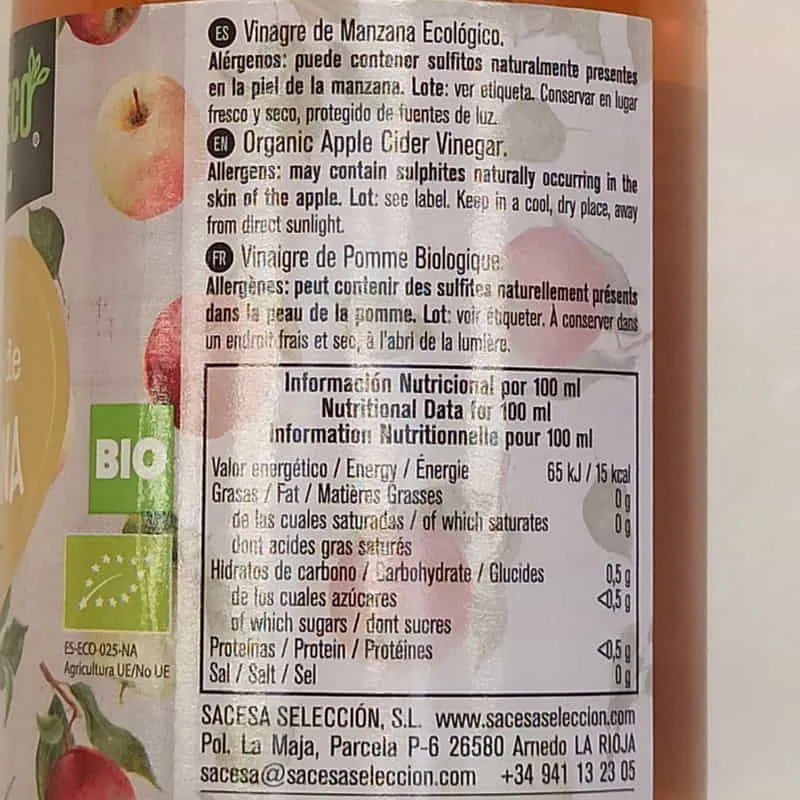 ES Vinagre de Manzana Ecológico.
Alérgenos: puede contener sulfitos naturalmente presentes
en la piel de la manzana. Lote: ver etiqueta. Conservar en lugar
fresco y seco, protegido de fuentes de luz.
EN Organic Apple Cider Vinegar.
Allergens: may contain sulphites naturally occurring in the
skin of the apple. Lot: see label. Keep in a cool, dry place, away
from direct sunlight.
FR Vinaigre de Pomme Biologique.
Allergènes: peut contenir des sulfites naturellement présents
dans la peau de la pomme. Lot: voir étiqueter. À conserver dans
un endroit frais et sec, à l'abri de la lumière.
Información Nutricional por 100 ml
Nutritional Data for 100 ml
Information Nutritionnelle pour 100 ml
Valor energético / Energy / Énergie 65 kJ / 15 kcal
Grasas / Fat / Matières Grasses 0 g
de las cuales saturadas / of which saturates 0 g
dont acides gras saturés
Hidratos de carbono / Carbohydrate / Glucides 0,5 g
de los cuales azúcares <0,5 g
of which sugars / dont sucres
Proteínas / Protein / Protéines <0,5 g
Sal / Salt / Sel 0 g
SACESA SELECCIÓN, S.L. www.sacesaseleccion.com
Pol. La Maja, Parcela P-6 26580 Arnedo LA RIOJA
sacesa@sacesaseleccion.com +34 941 13 23 05
BIO
ES-ECO-025-NA
Agricultura UE/No UE
ECO
®
de
NA